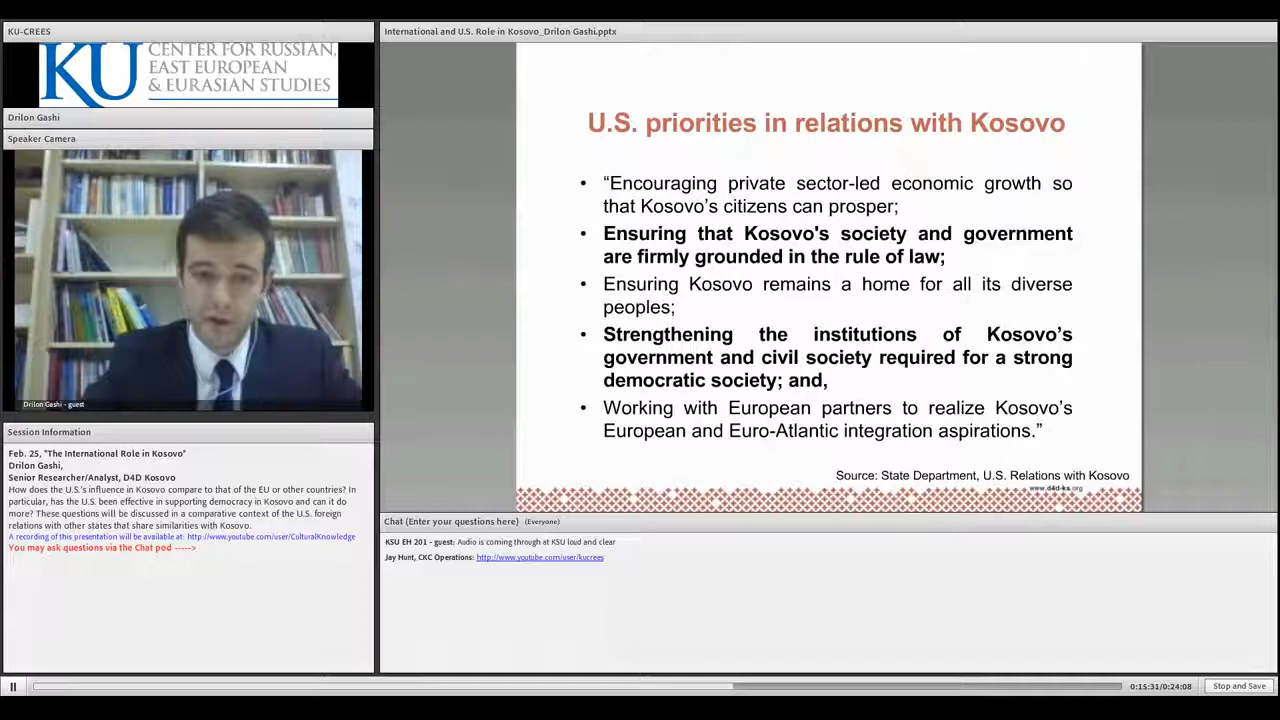 KU-CREES
KU
CENTER FOR RUSSIAN,
EAST EUROPEAN
& EURASIAN STUDIES
Drilon Gashi
Speaker Camera
Drilon Gashi - guest
Session Information
Feb. 25, "The International Role in Kosovo"
Drilon Gashi,
Senior Researcher/Analyst, D4D Kosovo
How does the U.S.'s influence in Kosovo compare to that of the EU or other countries? In
particular, has the U.S. been effective in supporting democracy in Kosovo and can it do
more? These questions will be discussed in a comparative context of the U.S. foreign
relations with other states that share similarities with Kosovo.
A recording of this presentation will be available at: http://www.youtube.com/user/CulturalKnowledge
You may ask questions via the Chat pod ----->
International and U.S. Role in Kosovo_Drilon Gashi.pptx
U.S. priorities in relations with Kosovo
• “Encouraging private sector-led economic growth so
that Kosovo’s citizens can prosper;
• Ensuring that Kosovo's society and government
are firmly grounded in the rule of law;
• Ensuring Kosovo remains a home for all its diverse
peoples;
• Strengthening the institutions of Kosovo’s
government and civil society required for a strong
democratic society; and,
• Working with European partners to realize Kosovo’s
European and Euro-Atlantic integration aspirations.”
Source: State Department, U.S. Relations with Kosovo
www.d4d-ks.org
Chat (Enter your questions here) (Everyone)
KSU EH 201 - guest: Audio is coming through at KSU loud and clear
Jay Hunt, CKC Operations: http://www.youtube.com/user/kucrees
0:15:31/0:24:08
Stop and Save